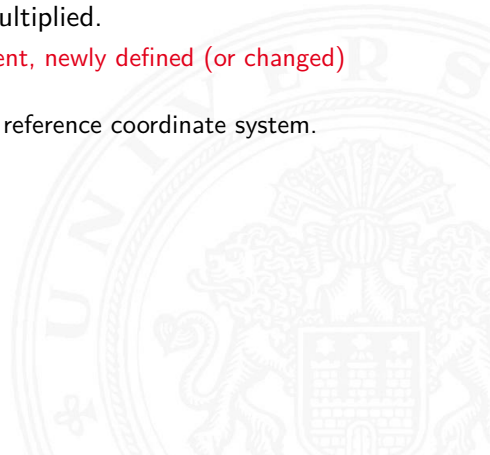 ultiplied.
ent, newly defined (or changed)
reference coordinate system.
U N I V E R S